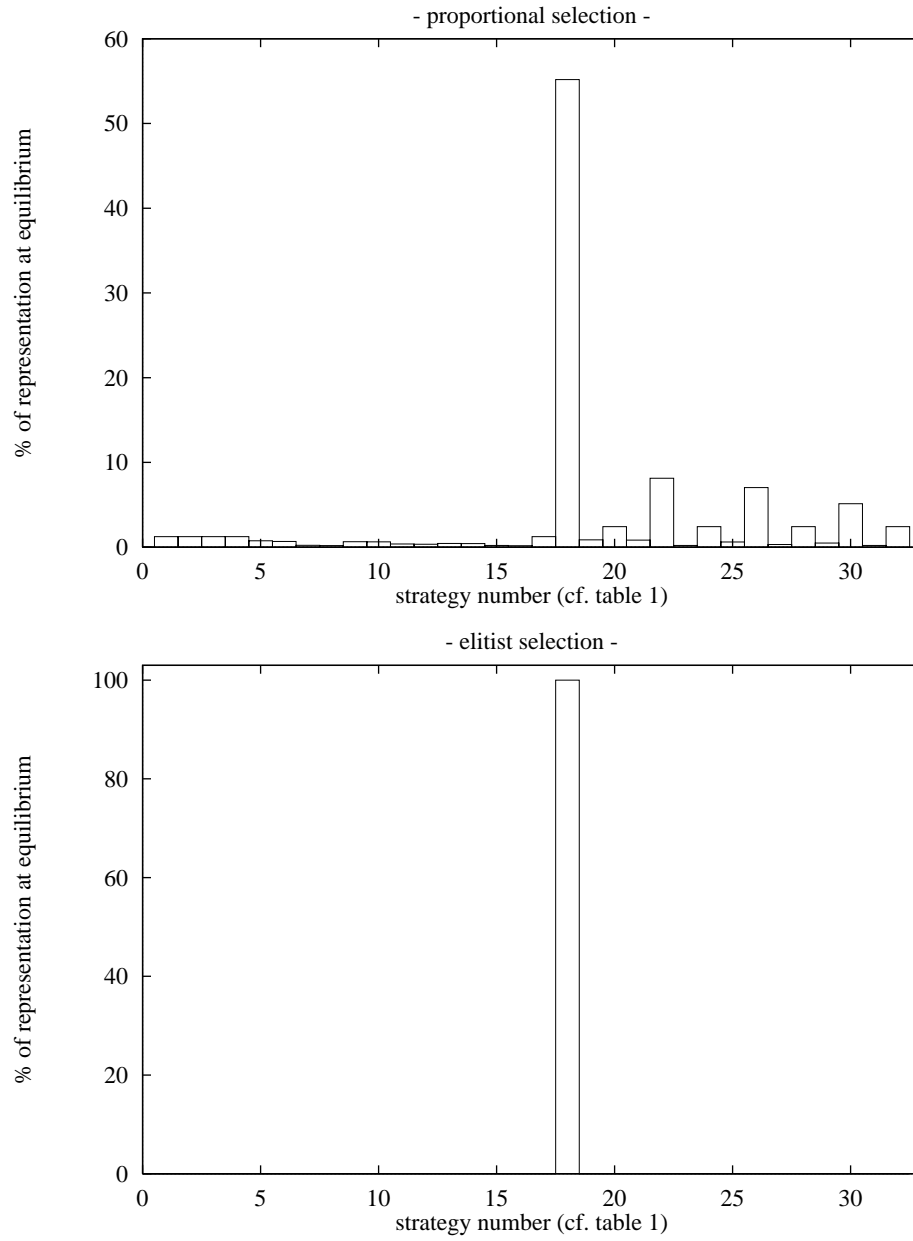 - proportional selection -
60
50
40
30
20
10
0
% of representation at equilibrium
0 5 10 15 20 25 30
strategy number (cf. table 1)
- elitist selection -
100
80
60
40
20
0
% of representation at equilibrium
0 5 10 15 20 25 30
strategy number (cf. table 1)